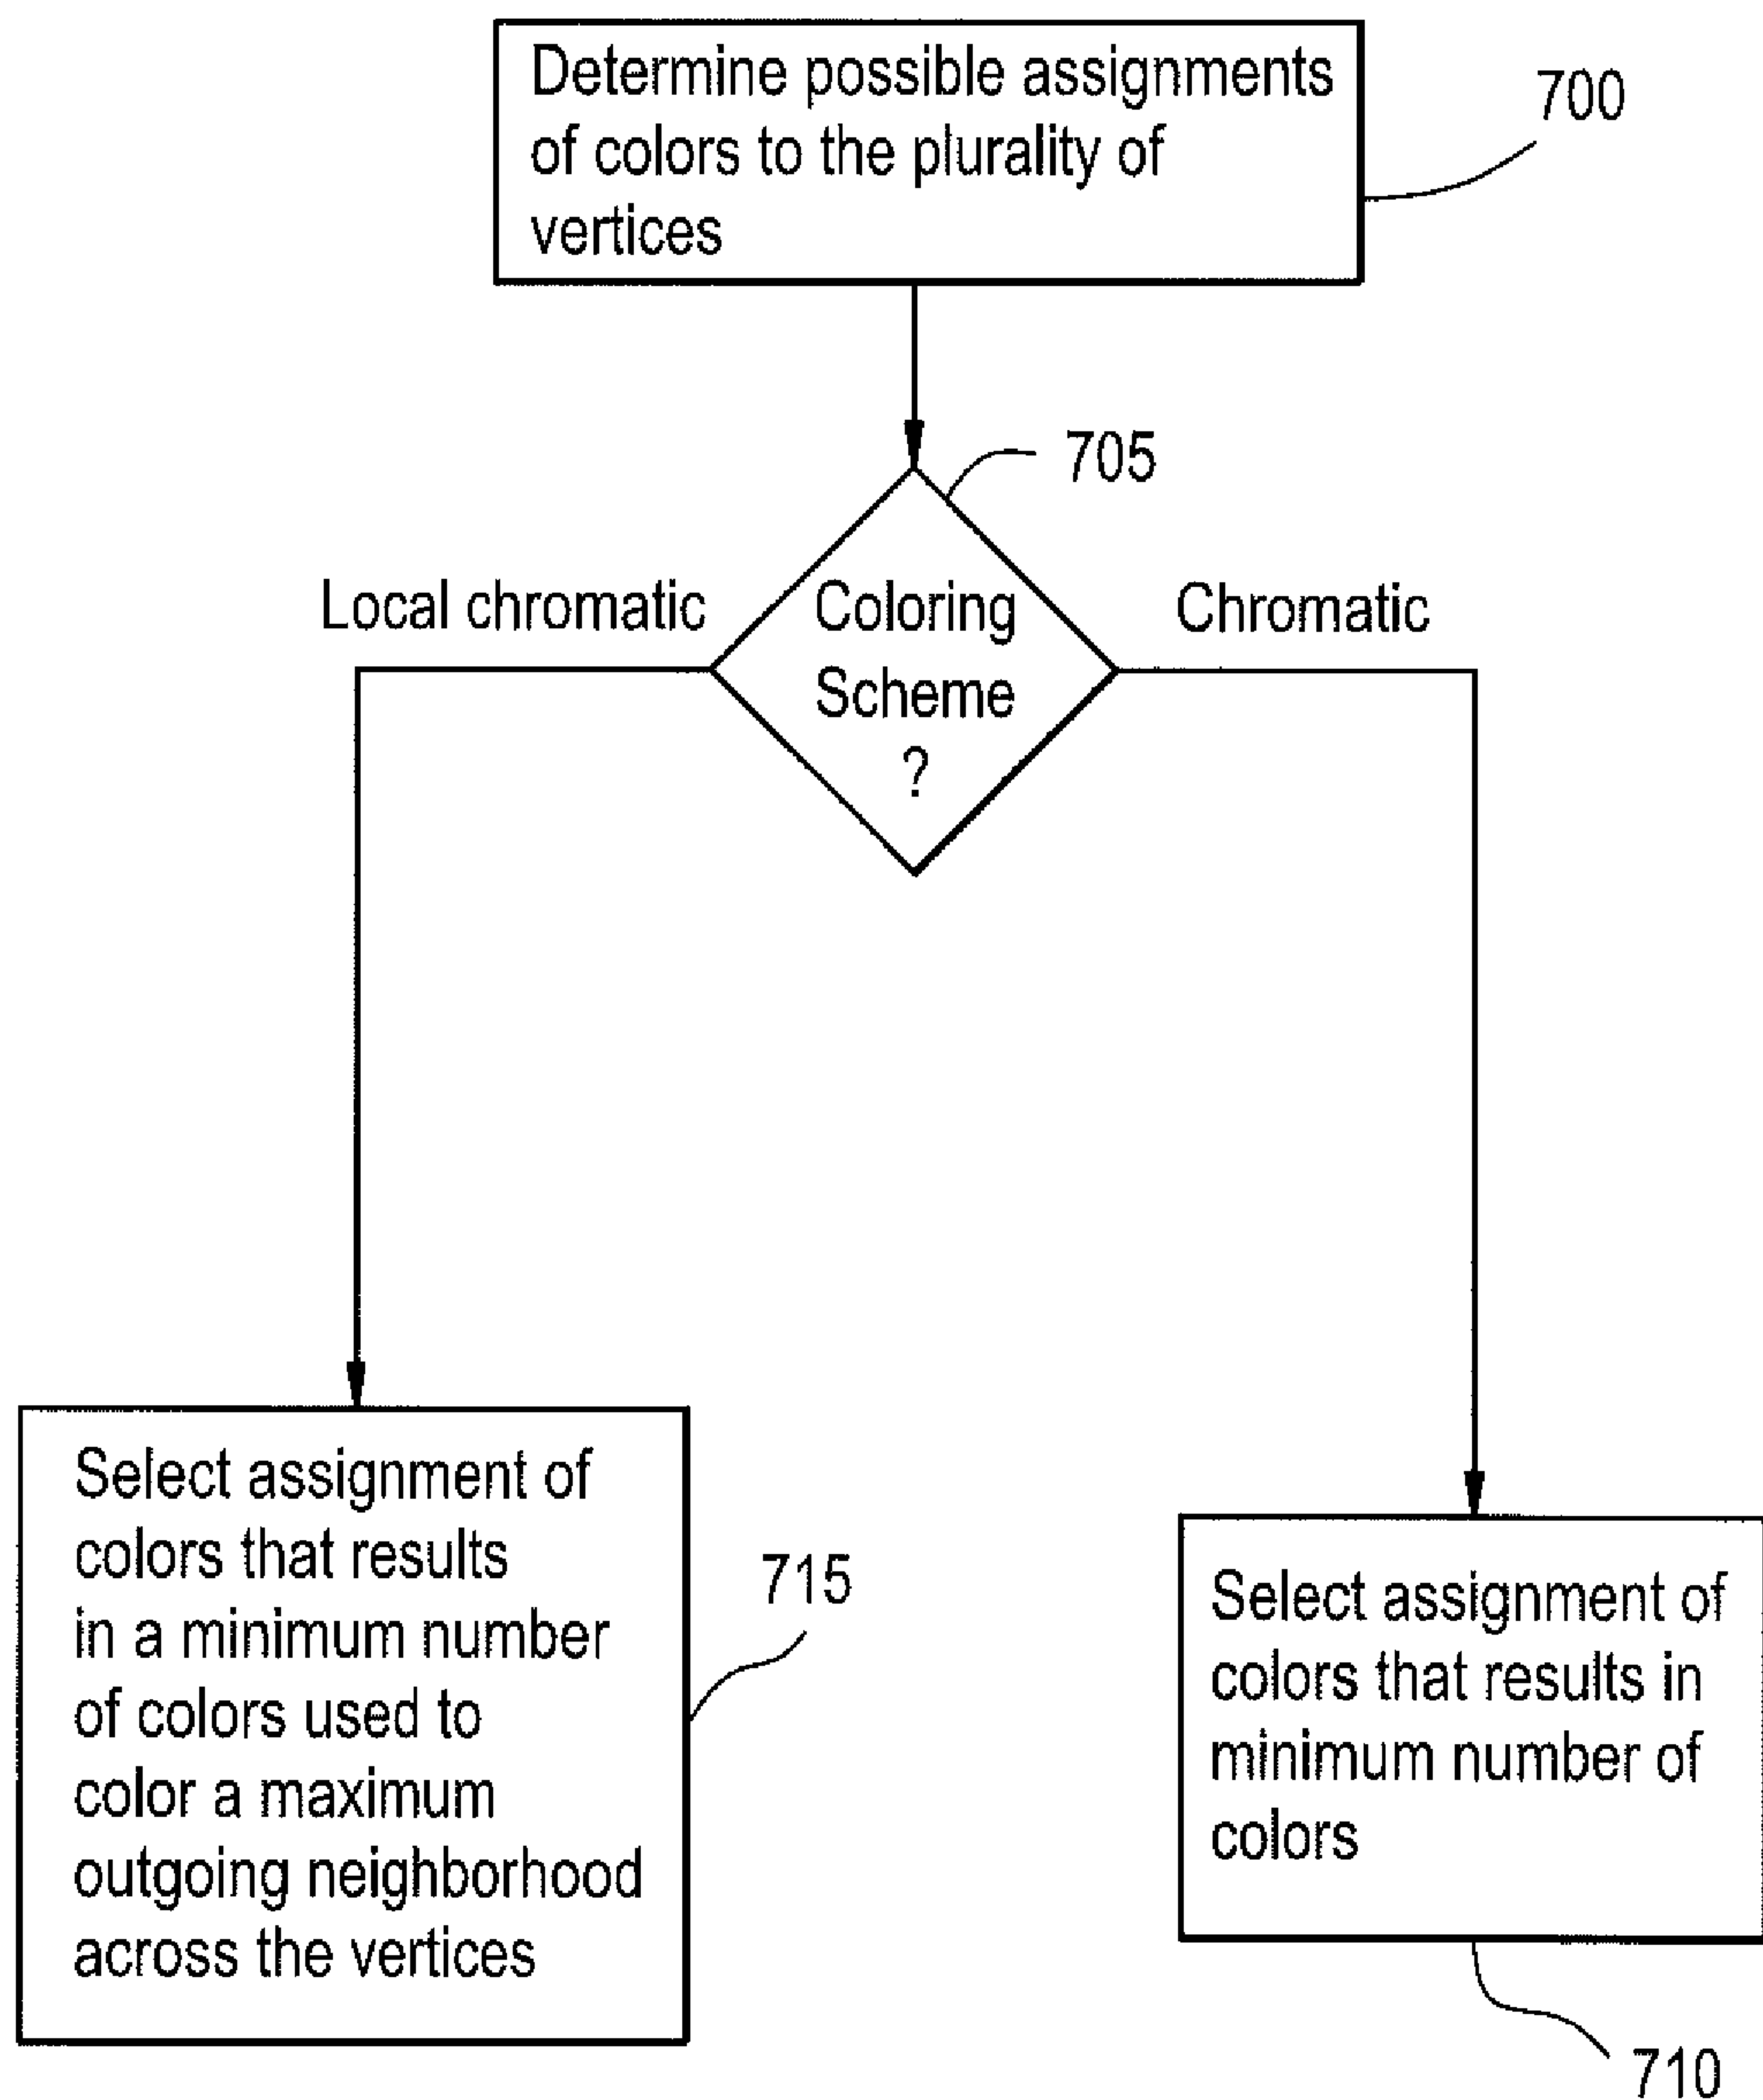 Determine possible assignments
of colors to the plurality of
vertices
700
705
Local chromatic
Coloring
Scheme
?
Chromatic
Select assignment of
colors that results
in a minimum number
of colors used to
color a maximum
outgoing neighborhood
across the vertices
715
Select assignment of
colors that results in
minimum number of
colors
710